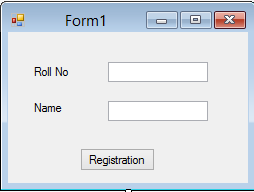 Form1
Roll No
Name
Registration